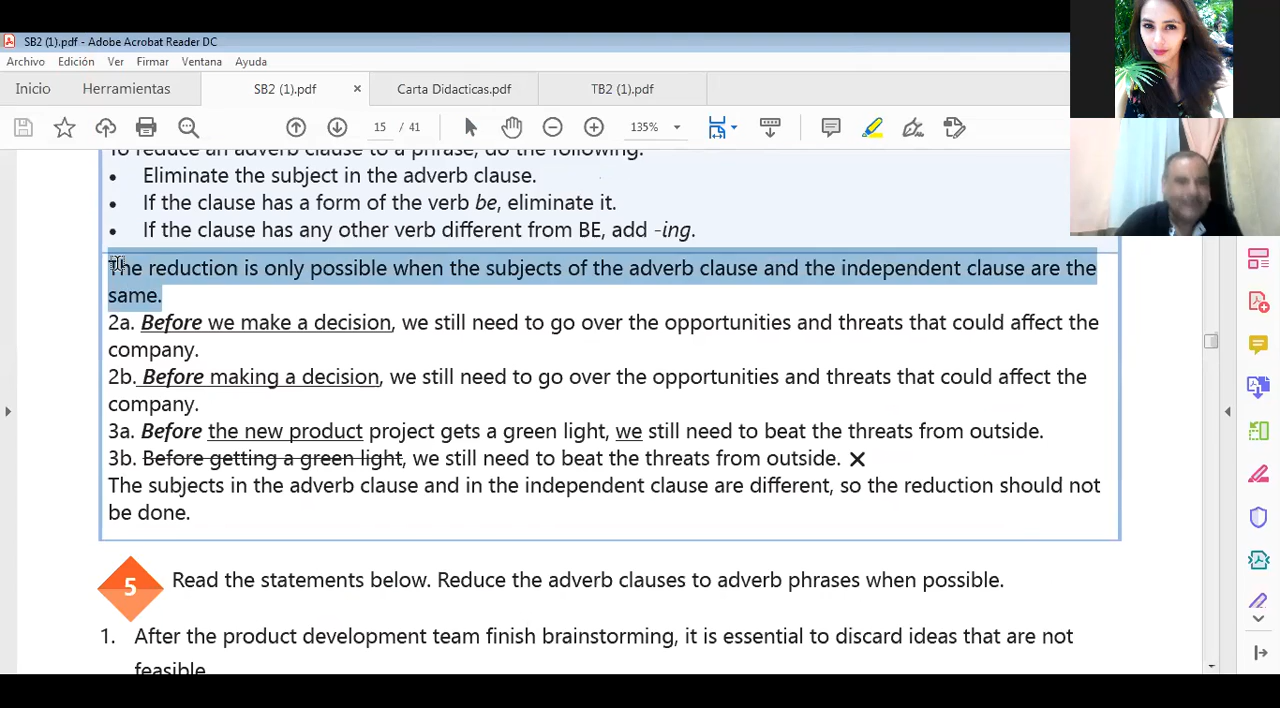 SB2 (1).pdf - Adobe Acrobat Reader DC
Archivo Edición Ver Firmar Ventana Ayuda
Inicio Herramientas SB2 (1).pdf × Carta Didacticas.pdf TB2 (1).pdf
15 / 41 135%
To reduce an adverb clause to a phrase, do the following:
• Eliminate the subject in the adverb clause.
• If the clause has a form of the verb be, eliminate it.
• If the clause has any other verb different from BE, add -ing.
The reduction is only possible when the subjects of the adverb clause and the independent clause are the
same.
2a. Before we make a decision, we still need to go over the opportunities and threats that could affect the
company.
2b. Before making a decision, we still need to go over the opportunities and threats that could affect the
company.
3a. Before the new product project gets a green light, we still need to beat the threats from outside.
3b. Before getting a green light, we still need to beat the threats from outside. ✕
The subjects in the adverb clause and in the independent clause are different, so the reduction should not
be done.
5 Read the statements below. Reduce the adverb clauses to adverb phrases when possible.
1. After the product development team finish brainstorming, it is essential to discard ideas that are not
feasible